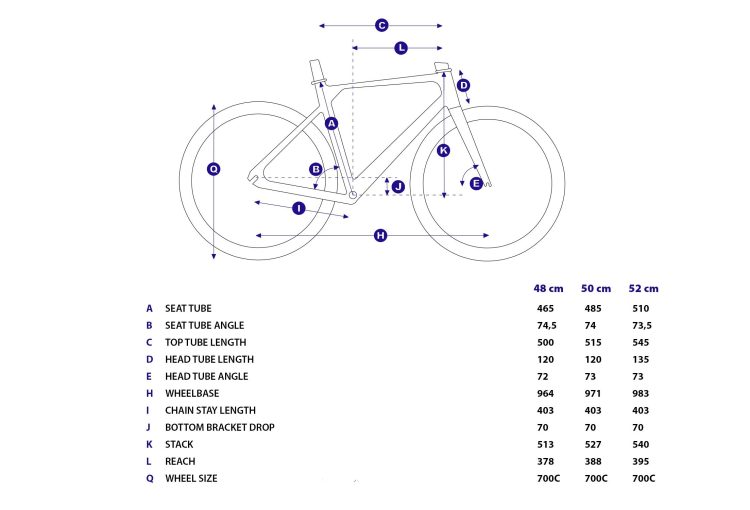 C
L
D
A
K
Q
B
E
J
I
H
48 cm 50 cm 52 cm
A SEAT TUBE 465 485 510
B SEAT TUBE ANGLE 74,5 74 73,5
C TOP TUBE LENGTH 500 515 545
D HEAD TUBE LENGTH 120 120 135
E HEAD TUBE ANGLE 72 73 73
H WHEELBASE 964 971 983
I CHAIN STAY LENGTH 403 403 403
J BOTTOM BRACKET DROP 70 70 70
K STACK 513 527 540
L REACH 378 388 395
Q WHEEL SIZE 700C 700C 700C